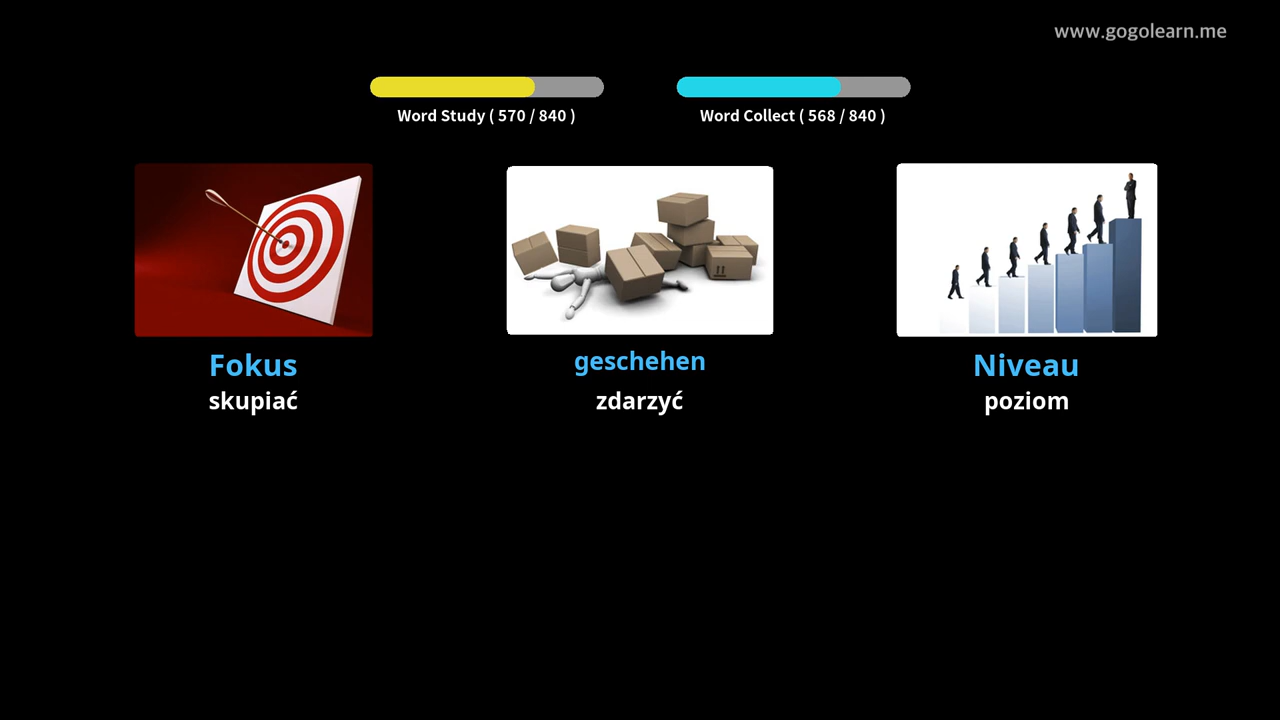 www.gogolearn.me
Word Study ( 570 / 840 )
Word Collect ( 568 / 840 )
Fokus
skupiać
geschehen
zdarzyć
Niveau
poziom